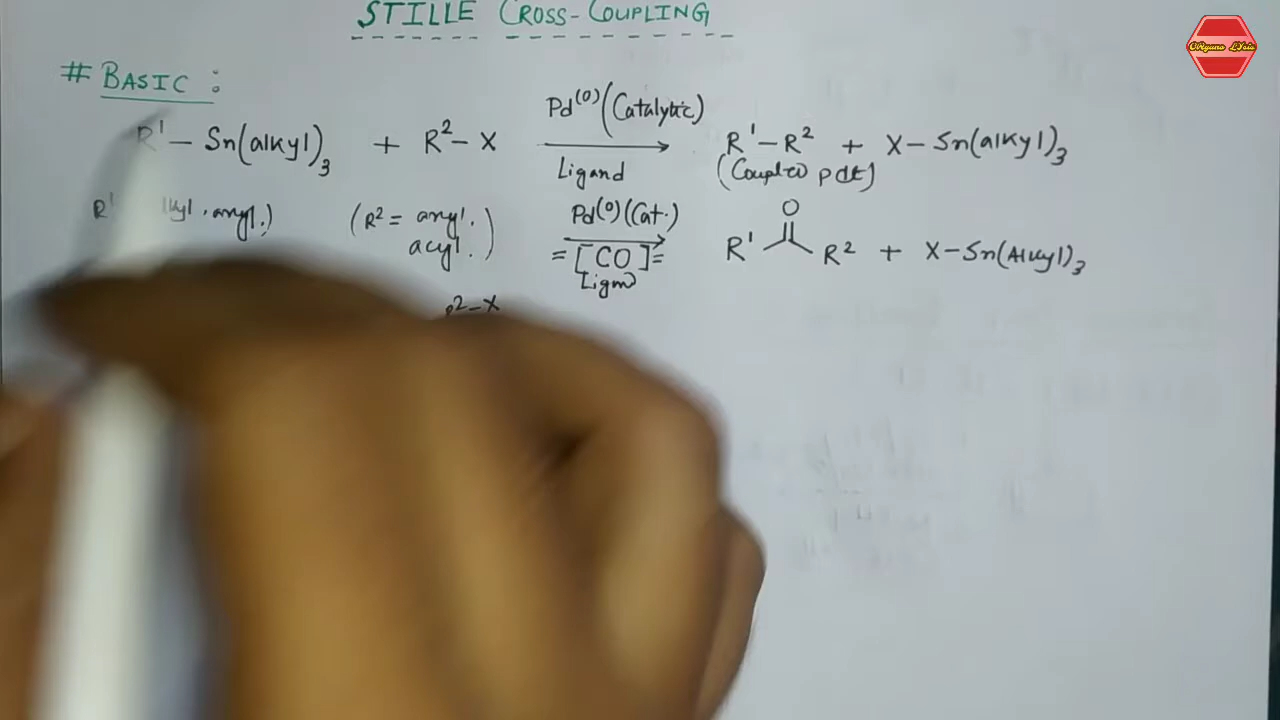 STILLE CROSS-COUPLING
# BASIC :
R¹ – Sn(alkyl)₃ + R² – X Pd⁽⁰⁾(Catalytic) Ligand R¹ – R² + X – Sn(alkyl)₃
(Coupled pdt)
R¹ (R² = aryl. acyl.) Pd⁽⁰⁾(Cat.) =[CO]= R¹ O R² + X–Sn(Alkyl)₃
R²–X